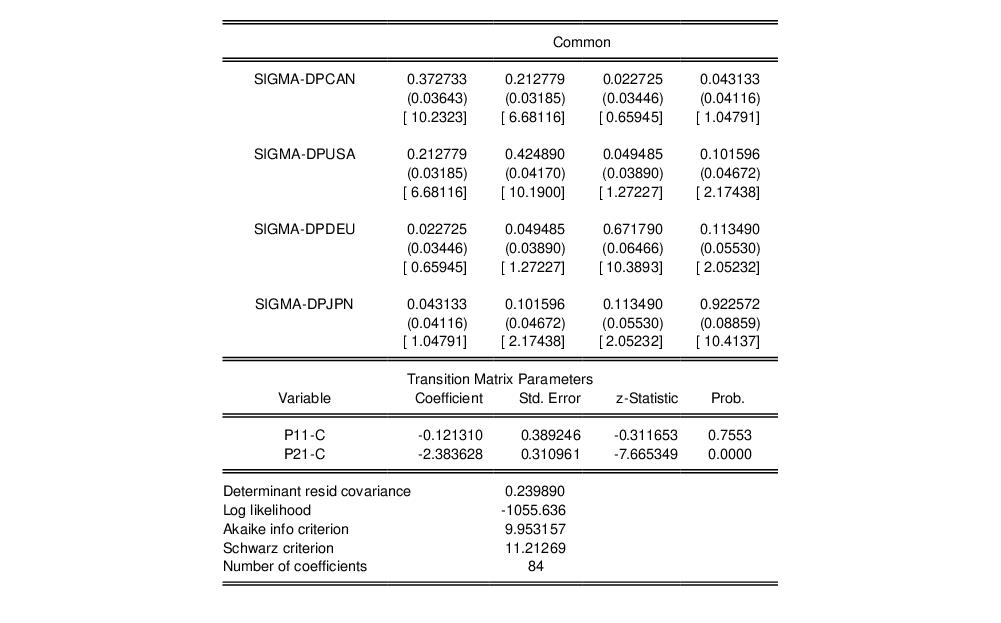 Common
SIGMA-DPCAN 0.372733 0.212779 0.022725 0.043133
(0.03643) (0.03185) (0.03446) (0.04116)
[ 10.2323] [ 6.68116] [ 0.65945] [ 1.04791]
SIGMA-DPUSA 0.212779 0.424890 0.049485 0.101596
(0.03185) (0.04170) (0.03890) (0.04672)
[ 6.68116] [ 10.1900] [ 1.27227] [ 2.17438]
SIGMA-DPDEU 0.022725 0.049485 0.671790 0.113490
(0.03446) (0.03890) (0.06466) (0.05530)
[ 0.65945] [ 1.27227] [ 10.3893] [ 2.05232]
SIGMA-DPJPN 0.043133 0.101596 0.113490 0.922572
(0.04116) (0.04672) (0.05530) (0.08859)
[ 1.04791] [ 2.17438] [ 2.05232] [ 10.4137]
Transition Matrix Parameters
Variable Coefficient Std. Error z-Statistic Prob.
P11-C -0.121310 0.389246 -0.311653 0.7553
P21-C -2.383628 0.310961 -7.665349 0.0000
Determinant resid covariance 0.239890
Log likelihood -1055.636
Akaike info criterion 9.953157
Schwarz criterion 11.21269
Number of coefficients 84